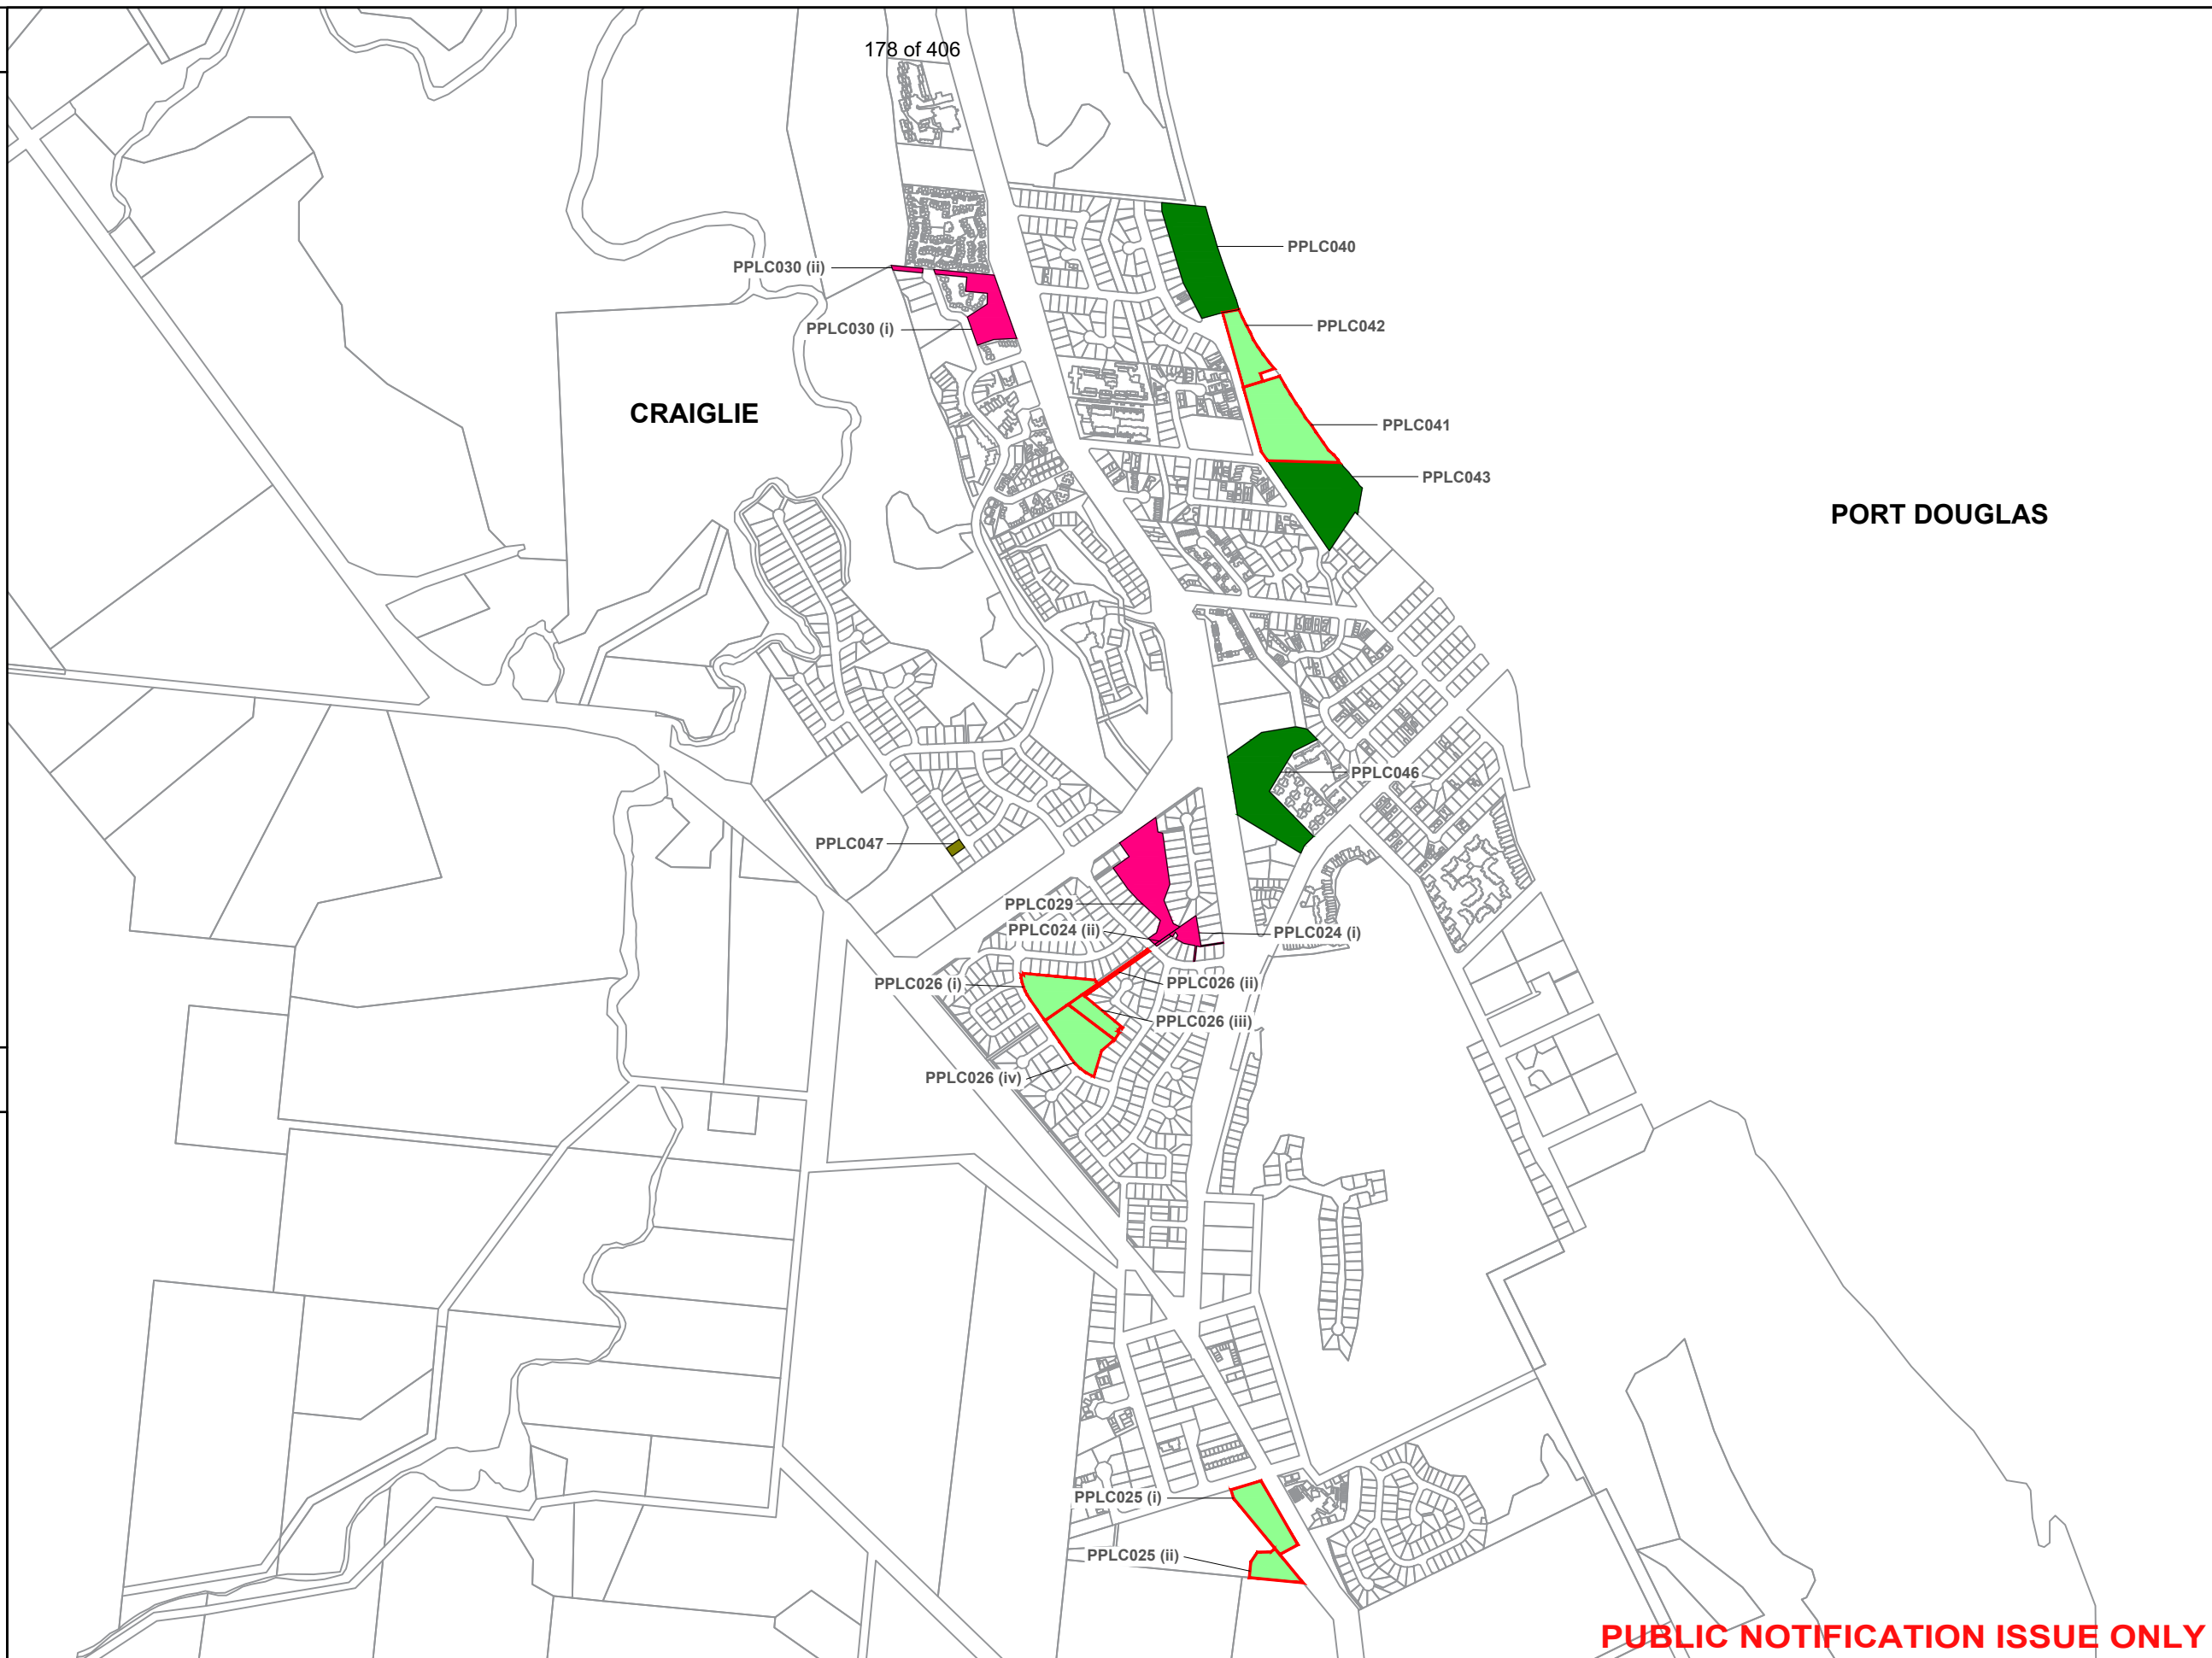 178 of 406
PPLC040
PPLC030 (ii)
PPLC042
PPLC030 (i)
CRAIGLIE
PPLC041
PPLC043
PORT DOUGLAS
PPLC046
PPLC047
PPLC029
PPLC024 (ii)
PPLC024 (i)
PPLC026 (i)
PPLC026 (ii)
PPLC026 (iii)
PPLC026 (iv)
PPLC025 (i)
PPLC025 (ii)
PUBLIC NOTIFICATION ISSUE ONLY